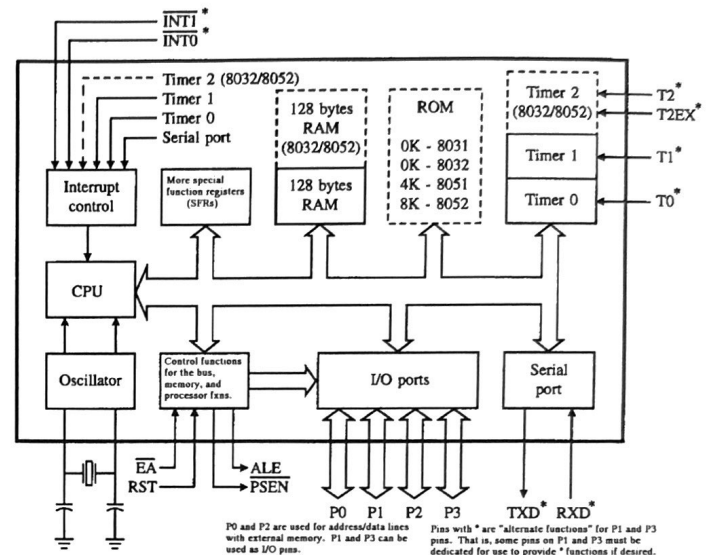 INT1*
INT0*
Timer 2 (8032/8052)
Timer 1
Timer 0
Serial port
Interrupt
control
More special
function registers
(SFRs)
128 bytes
RAM
(8032/8052)
128 bytes
RAM
ROM
0K - 8031
0K - 8032
4K - 8051
8K - 8052
Timer 2
(8032/8052)
Timer 1
Timer 0
T2*
T2EX*
T1*
T0*
CPU
Oscillator
Control functions
for the bus,
memory, and
processor fxns.
I/O ports
Serial
port
EA
RST
ALE
PSEN
P0 P1 P2 P3
TXD* RXD*
P0 and P2 are used for address/data lines
with external memory. P1 and P3 can be
used as I/O pins.
Pins with * are "alternate functions" for P1 and P3
pins. That is, some pins on P1 and P3 must be
dedicated for use to provide * functions if desired.